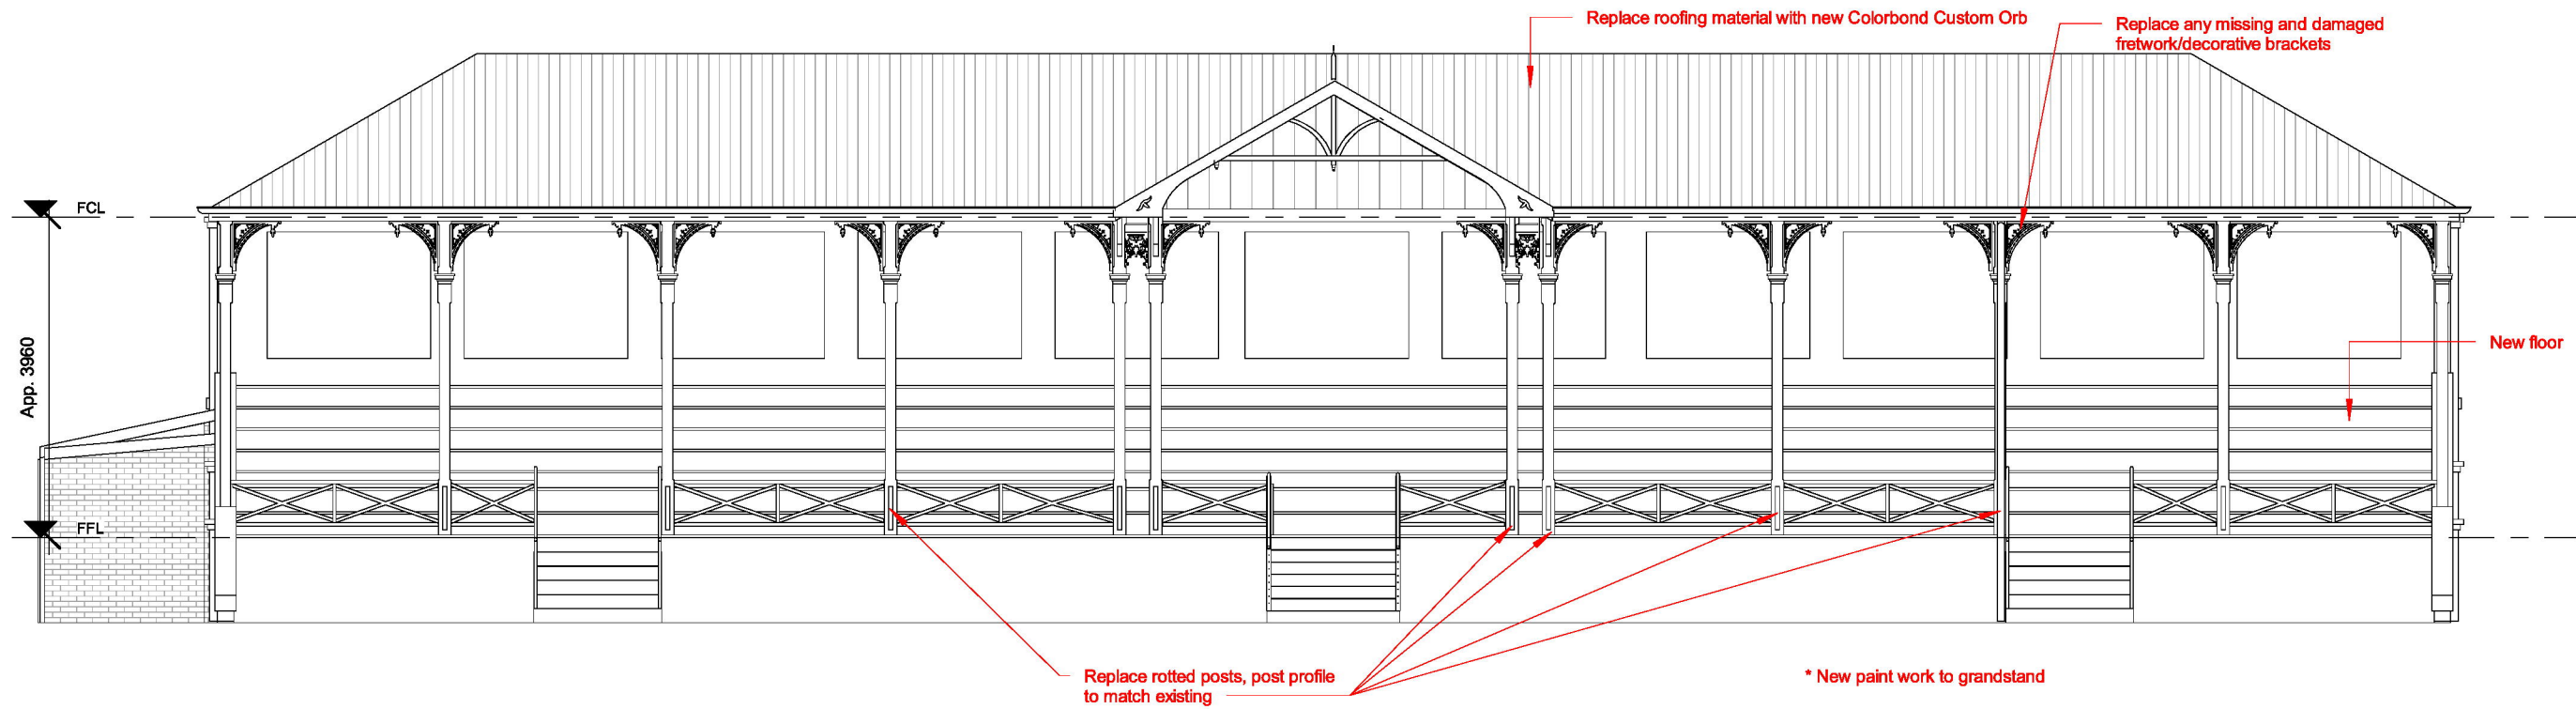 Replace roofing material with new Colorbond Custom Orb
Replace any missing and damaged
fretwork/decorative brackets
FCL
App. 3960
New floor
FFL
Replace rotted posts, post profile
to match existing
* New paint work to grandstand